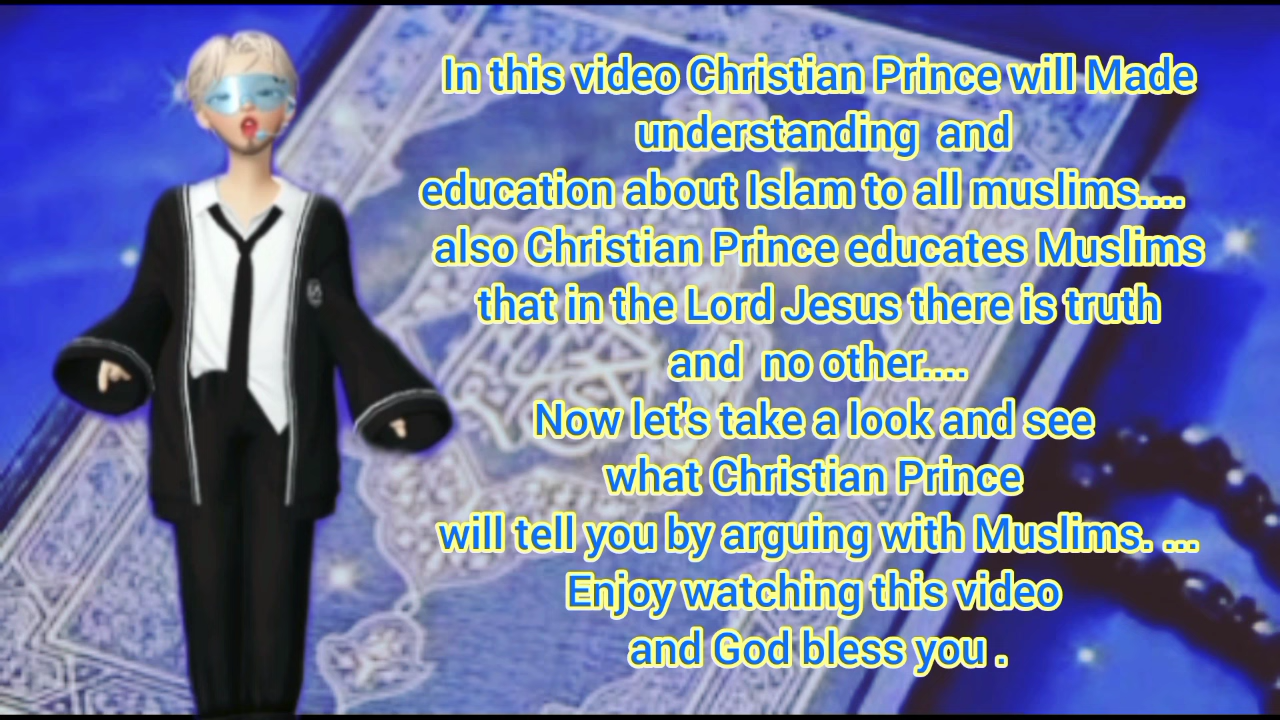 In this video Christian Prince will Made
understanding and
education about Islam to all muslims....
also Christian Prince educates Muslims
that in the Lord Jesus there is truth
and no other....
Now let's take a look and see
what Christian Prince
will tell you by arguing with Muslims. ...
Enjoy watching this video
and God bless you .